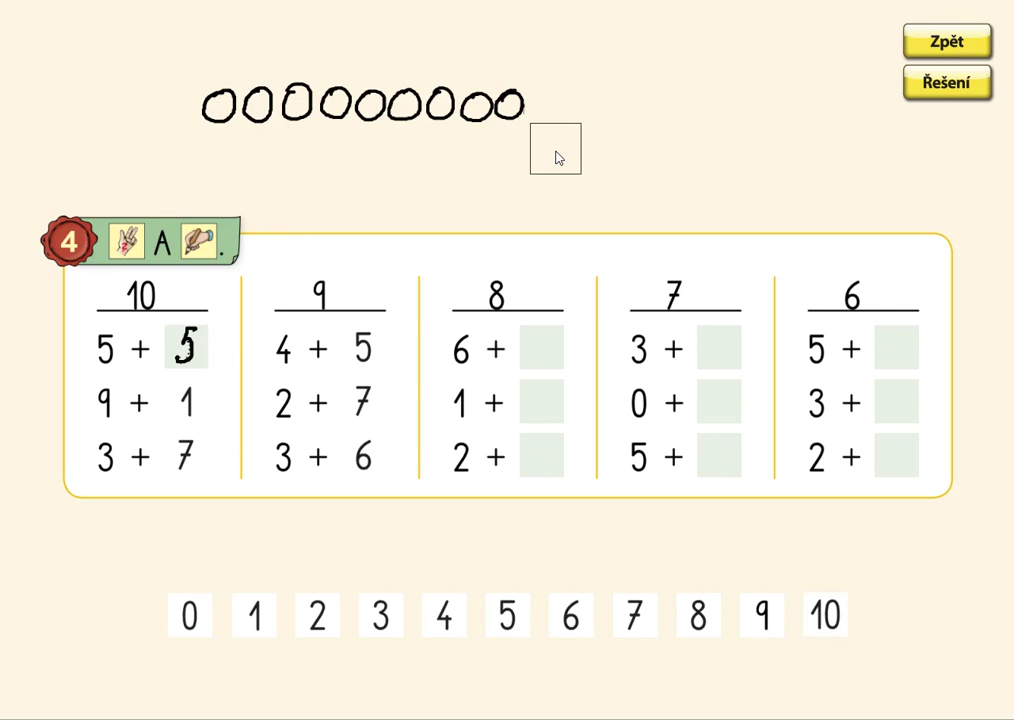 Zpět
Řešení
4 A .
10 9 8 7 6
5 + 5 4 + 5 6 + 3 + 5 +
9 + 1 2 + 7 1 + 0 + 3 +
3 + 7 3 + 6 2 + 5 + 2 +
0 1 2 3 4 5 6 7 8 9 10